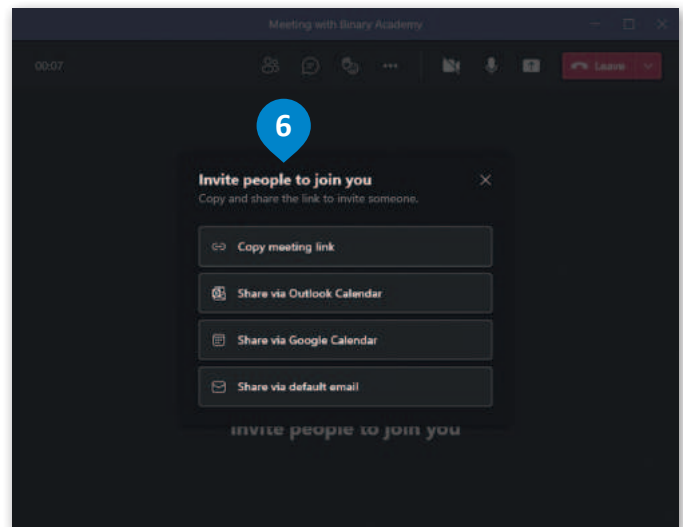 Meeting with Binary Academy
00:07
Leave
6
Invite people to join you
Copy and share the link to invite someone.
Copy meeting link
Share via Outlook Calendar
Share via Google Calendar
Share via default email
Invite people to join you